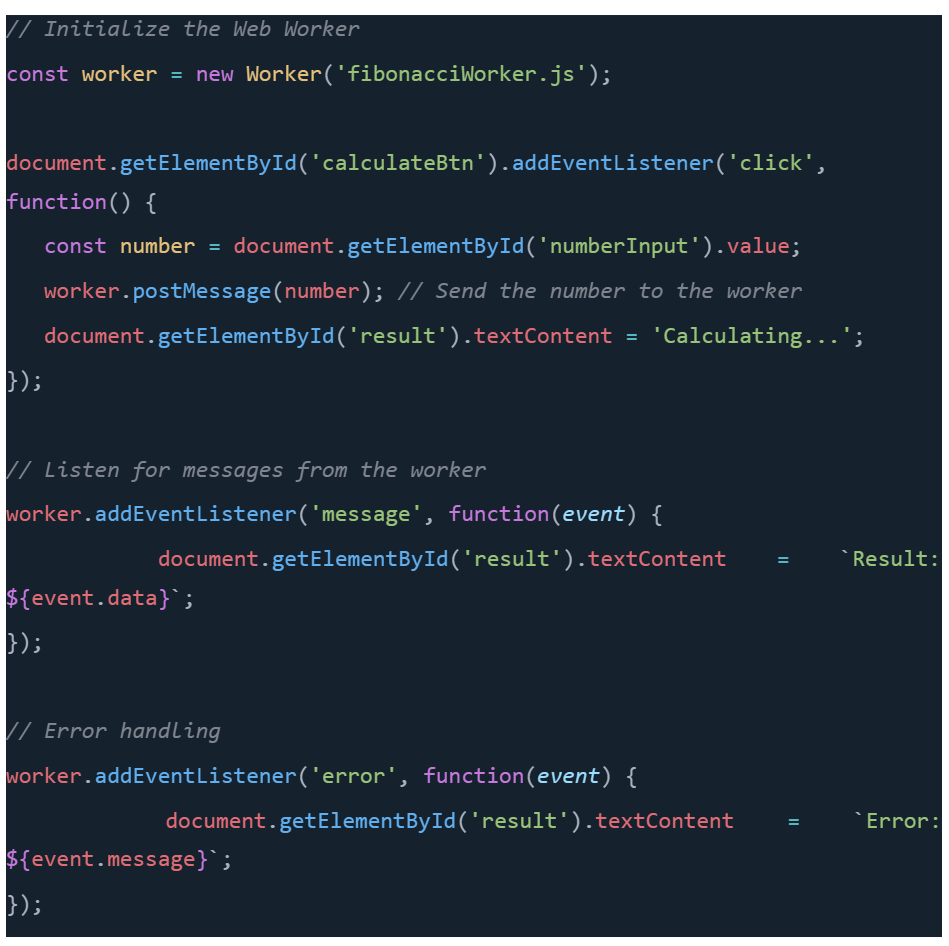 // Initialize the Web Worker
const worker = new Worker('fibonacciWorker.js');
document.getElementById('calculateBtn').addEventListener('click',
function() {
const number = document.getElementById('numberInput').value;
worker.postMessage(number); // Send the number to the worker
document.getElementById('result').textContent = 'Calculating...';
});
// Listen for messages from the worker
worker.addEventListener('message', function(event) {
document.getElementById('result').textContent = `Result:
${event.data}`;
});
// Error handling
worker.addEventListener('error', function(event) {
document.getElementById('result').textContent = `Error:
${event.message}`;
});